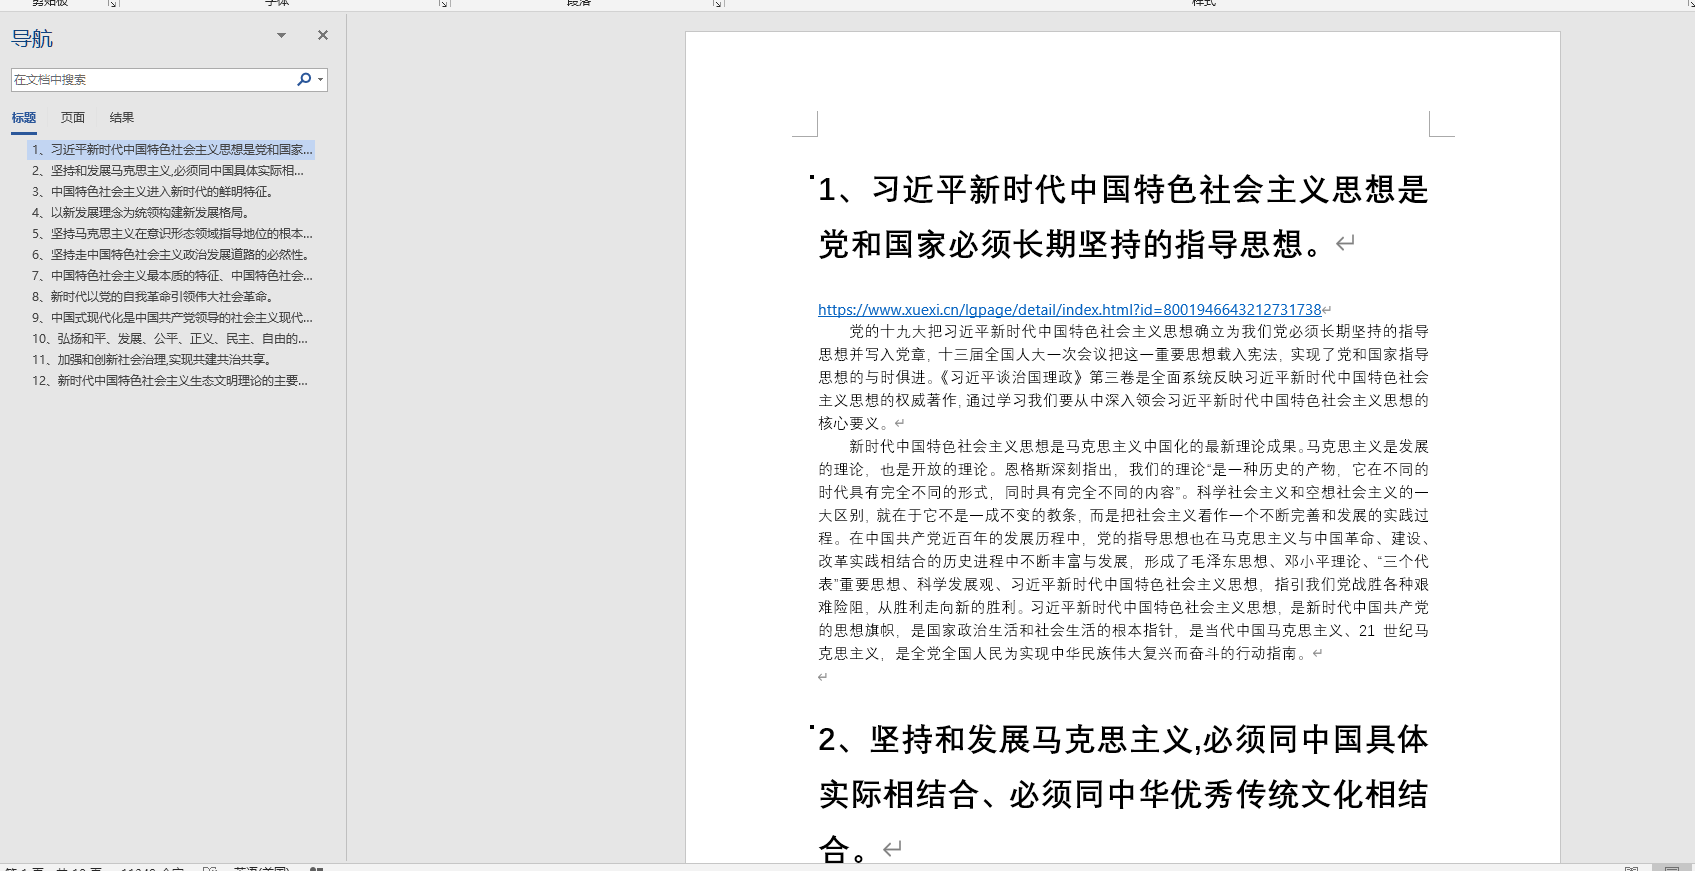 剪贴板 字体 段落 样式
导航
在文档中搜索
标题 页面 结果
1、习近平新时代中国特色社会主义思想是党和国家...
2、坚持和发展马克思主义,必须同中国具体实际相...
3、中国特色社会主义进入新时代的鲜明特征。
4、以新发展理念为统领构建新发展格局。
5、坚持马克思主义在意识形态领域指导地位的根本...
6、坚持走中国特色社会主义政治发展道路的必然性。
7、中国特色社会主义最本质的特征、中国特色社会...
8、新时代以党的自我革命引领伟大社会革命。
9、中国式现代化是中国共产党领导的社会主义现代...
10、弘扬和平、发展、公平、正义、民主、自由的...
11、加强和创新社会治理,实现共建共治共享。
12、新时代中国特色社会主义生态文明理论的主要...
1、习近平新时代中国特色社会主义思想是
党和国家必须长期坚持的指导思想。
https://www.xuexi.cn/lgpage/detail/index.html?id=8001946643212731738
党的十九大把习近平新时代中国特色社会主义思想确立为我们党必须长期坚持的指导
思想并写入党章，十三届全国人大一次会议把这一重要思想载入宪法，实现了党和国家指导
思想的与时俱进。《习近平谈治国理政》第三卷是全面系统反映习近平新时代中国特色社会
主义思想的权威著作，通过学习我们要从中深入领会习近平新时代中国特色社会主义思想的
核心要义。
新时代中国特色社会主义思想是马克思主义中国化的最新理论成果。马克思主义是发展
的理论，也是开放的理论。恩格斯深刻指出，我们的理论“是一种历史的产物，它在不同的
时代具有完全不同的形式，同时具有完全不同的内容”。科学社会主义和空想社会主义的一
大区别，就在于它不是一成不变的教条，而是把社会主义看作一个不断完善和发展的实践过
程。在中国共产党近百年的发展历程中，党的指导思想也在马克思主义与中国革命、建设、
改革实践相结合的历史进程中不断丰富与发展，形成了毛泽东思想、邓小平理论、“三个代
表”重要思想、科学发展观、习近平新时代中国特色社会主义思想，指引我们党战胜各种艰
难险阻，从胜利走向新的胜利。习近平新时代中国特色社会主义思想，是新时代中国共产党
的思想旗帜，是国家政治生活和社会生活的根本指针，是当代中国马克思主义、21 世纪马
克思主义，是全党全国人民为实现中华民族伟大复兴而奋斗的行动指南。
2、坚持和发展马克思主义,必须同中国具体
实际相结合、必须同中华优秀传统文化相结
合。